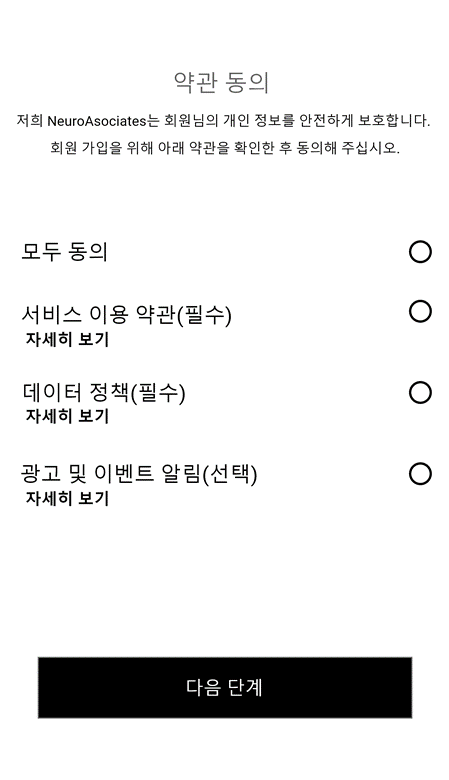 약관 동의
저희 NeuroAsociates는 회원님의 개인 정보를 안전하게 보호합니다.
회원 가입을 위해 아래 약관을 확인한 후 동의해 주십시오.
모두 동의
서비스 이용 약관(필수)
자세히 보기
데이터 정책(필수)
자세히 보기
광고 및 이벤트 알림(선택)
자세히 보기
다음 단계